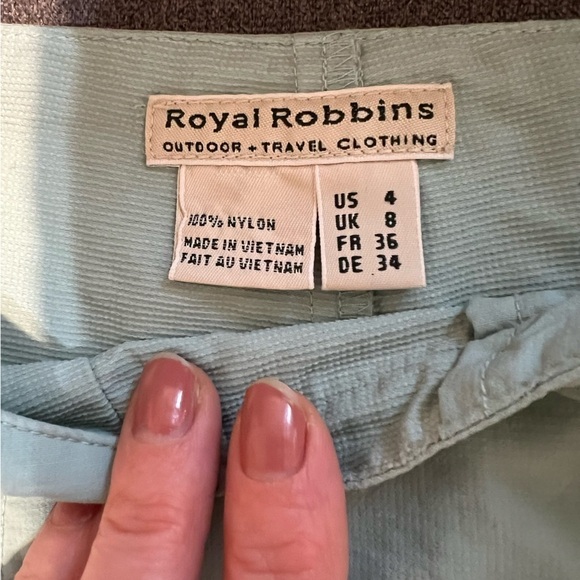 Royal Robbins
OUTDOOR + TRAVEL CLOTHING
100% NYLON
MADE IN VIETNAM
FAIT AU VIETNAM
US 4
UK 8
FR 36
DE 34